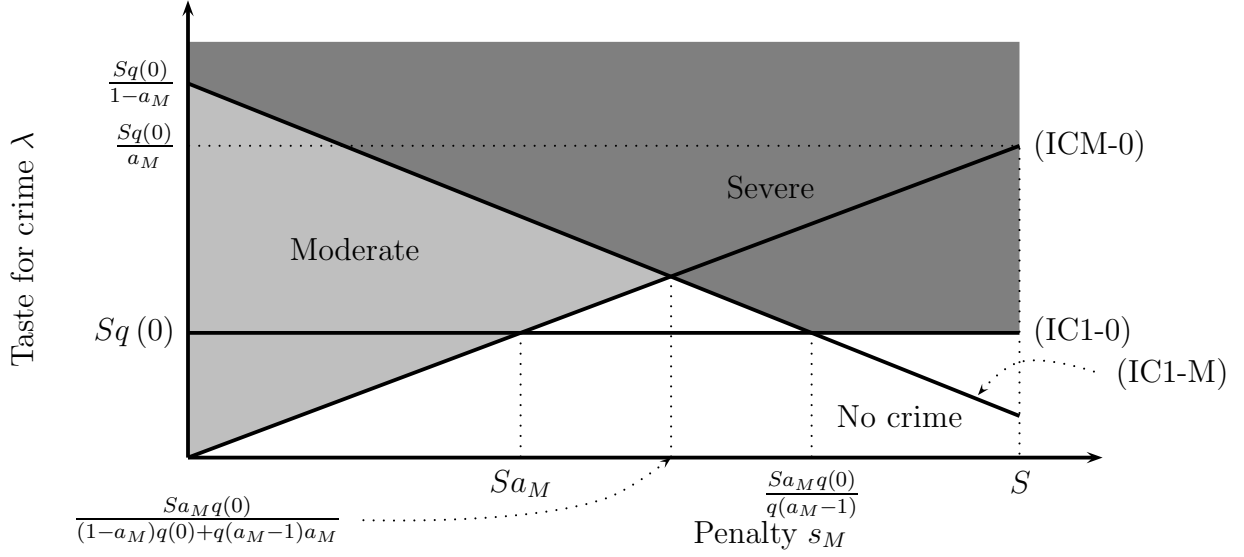 Taste for crime λ
Sq(0)/(1−a_M)
Sq(0)/a_M
Sq(0)
(ICM-0)
Severe
Moderate
(IC1-0)
(IC1-M)
No crime
Sa_M
Sa_M q(0)/q(a_M−1)
S
Sa_M q(0)/((1−a_M)q(0)+q(a_M−1)a_M)
Penalty s_M